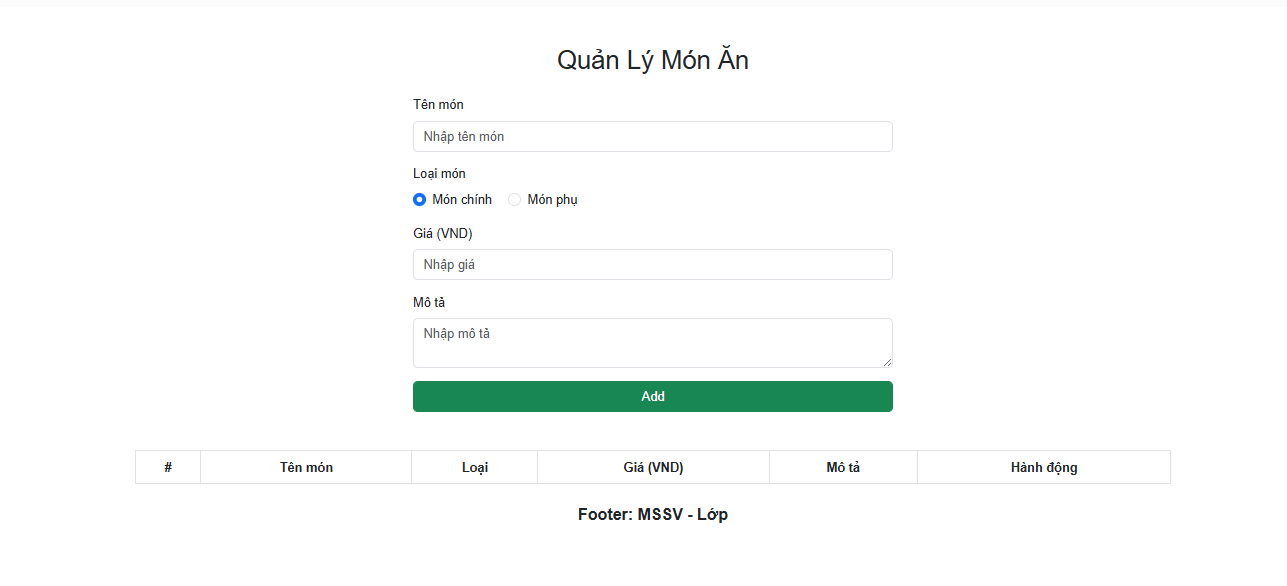 Quản Lý Món Ăn
Tên món
Nhập tên món
Loại món
Món chính Món phụ
Giá (VND)
Nhập giá
Mô tả
Nhập mô tả
Add
# Tên món Loại Giá (VND) Mô tả Hành động
Footer: MSSV - Lớp